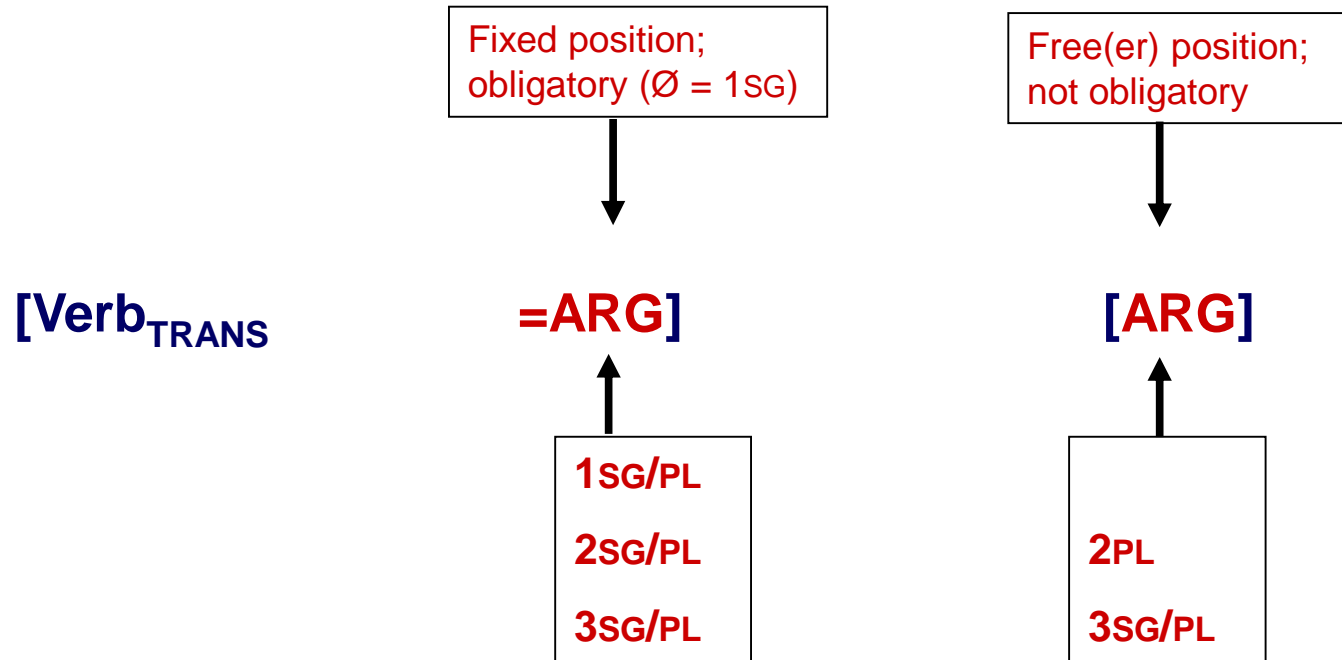 Fixed position;
obligatory (Ø = 1SG)
Free(er) position;
not obligatory
[VerbTRANS =ARG] [ARG]
1SG/PL
2SG/PL
3SG/PL
2PL
3SG/PL